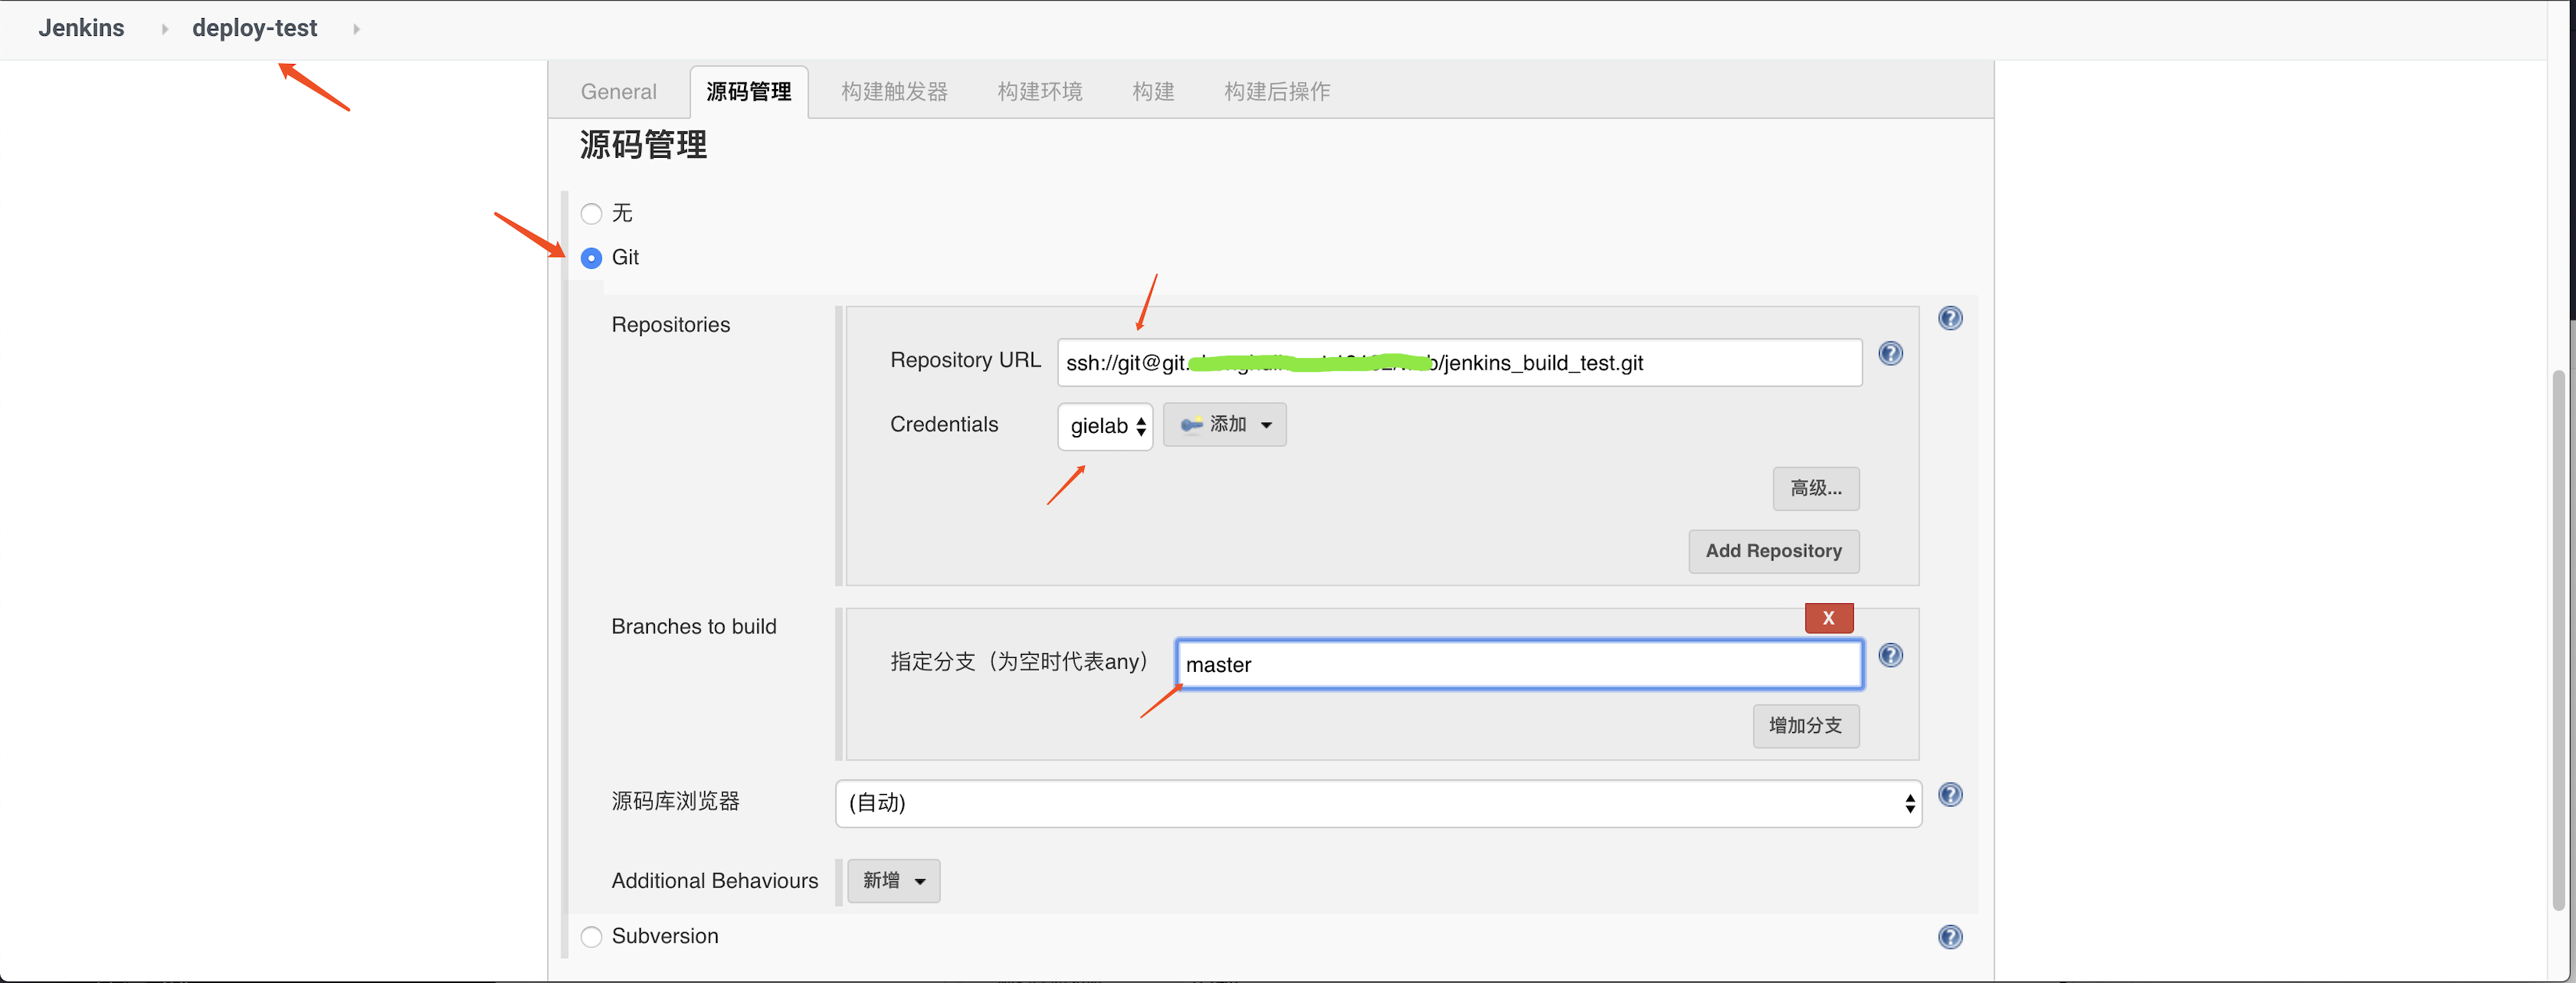 Jenkins deploy-test
General 源码管理 构建触发器 构建环境 构建 构建后操作
源码管理
无
Git
Repositories
Repository URL ssh://git@git. /jenkins_build_test.git
Credentials gielab 添加
高级...
Add Repository
X
Branches to build
指定分支（为空时代表any） master
增加分支
源码库浏览器 (自动)
Additional Behaviours 新增
Subversion